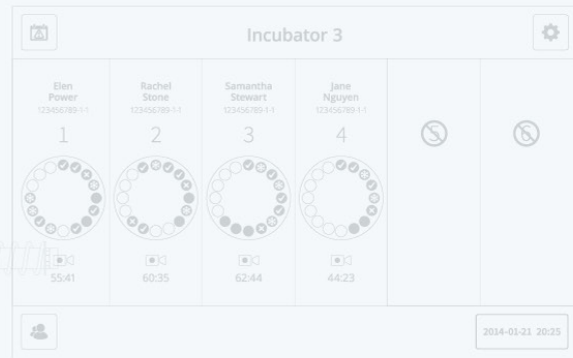 Incubator 3
Elen
Power
123456789-1-1
1
55:41
Rachel
Stone
123456789-1-1
2
60:35
Samantha
Stewart
123456789-1-1
3
62:44
Jane
Nguyen
123456789-1-1
4
44:23
5
6
2014-01-21 20:25